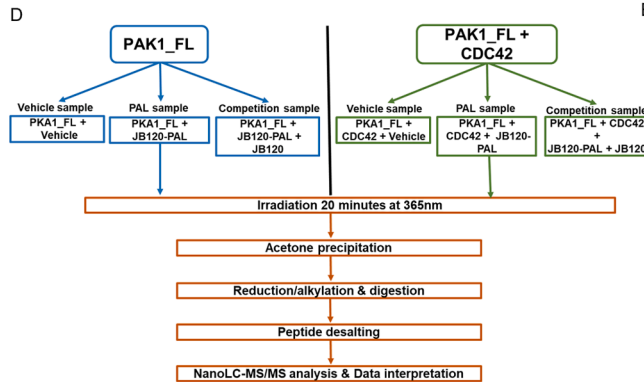 D
PAK1_FL
PAK1_FL +
CDC42
Vehicle sample
PKA1_FL +
Vehicle
PAL sample
PKA1_FL +
JB120-PAL
Competition sample
PKA1_FL +
JB120-PAL +
JB120
Vehicle sample
PKA1_FL +
CDC42 + Vehicle
PAL sample
PKA1_FL +
CDC42 + JB120-
PAL
Competition sample
PKA1_FL + CDC42
+
JB120-PAL + JB120
Irradiation 20 minutes at 365nm
Acetone precipitation
Reduction/alkylation & digestion
Peptide desalting
NanoLC-MS/MS analysis & Data interpretation